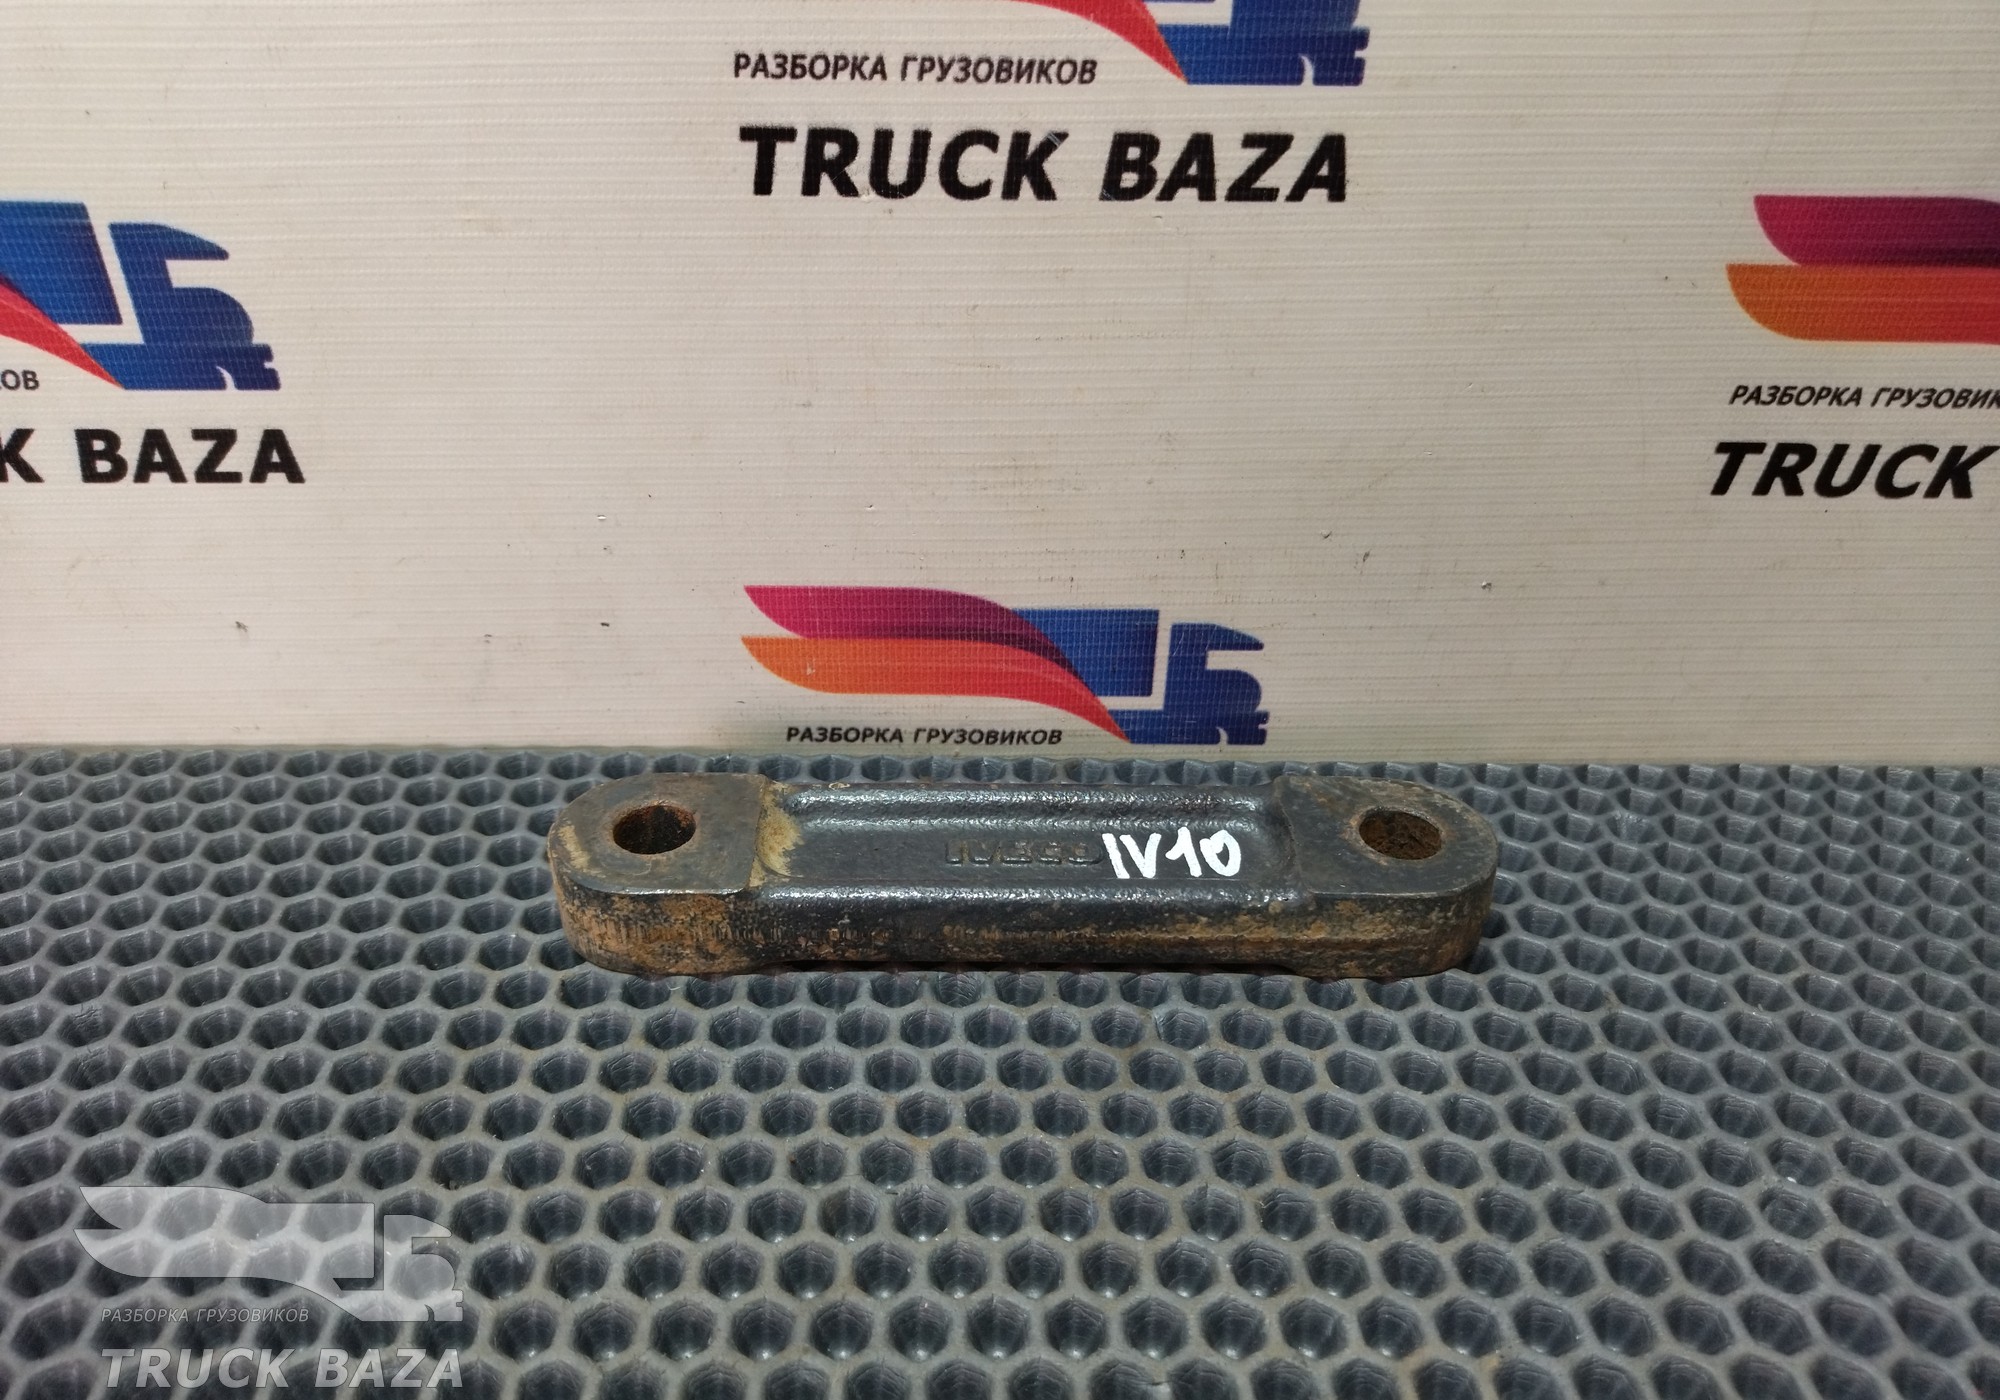 РАЗБОРКА ГРУЗОВИКОВ
TRUCK BAZA
ОВ
K BAZA
РАЗБОРКА ГРУЗОВИК
TRUCK
РАЗБОРКА ГРУЗОВИКОВ
IVECO
IV10
РАЗБОРКА ГРУЗОВИКОВ
TRUCK BAZA